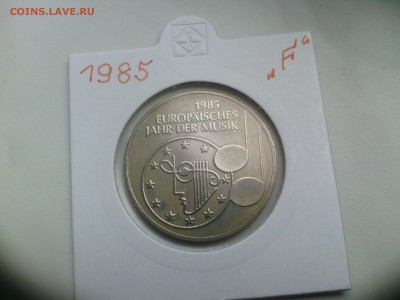 COINS.LAVE.RU
1985
"F"
1985
EUROPÄISCHES
JAHR DER MUSIK